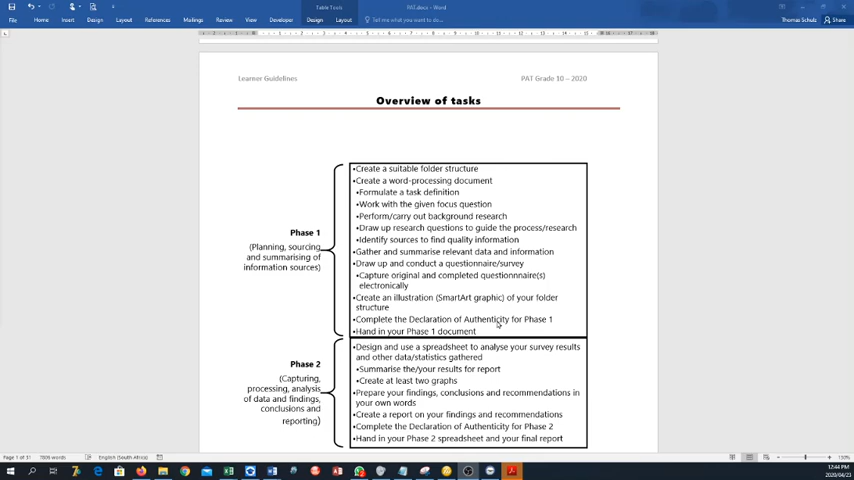 Table Tools
PAT.docx - Word
File Home Insert Design Layout References Mailings Review View Developer Design Layout Tell me what you want to do...
Thomas Schulz Share
Learner Guidelines PAT Grade 10 – 2020
Overview of tasks
Phase 1
(Planning, sourcing
and summarising of
information sources)
•Create a suitable folder structure
•Create a word-processing document
•Formulate a task definition
•Work with the given focus question
•Perform/carry out background research
•Draw up research questions to guide the process/research
•Identify sources to find quality information
•Gather and summarise relevant data and information
•Draw up and conduct a questionnaire/survey
•Capture original and completed questionnnaire(s)
electronically
•Create an illustration (SmartArt graphic) of your folder
structure
•Complete the Declaration of Authenticity for Phase 1
•Hand in your Phase 1 document
Phase 2
(Capturing,
processing, analysis
of data and findings,
conclusions and
reporting)
•Design and use a spreadsheet to analyse your survey results
and other data/statistics gathered
•Summarise the/your results for report
•Create at least two graphs
•Prepare your findings, conclusions and recommendations in
your own words
•Create a report on your findings and recommendations
•Complete the Declaration of Authenticity for Phase 2
•Hand in your Phase 2 spreadsheet and your final report
English (South Africa)
12:44 PM
2020/04/23